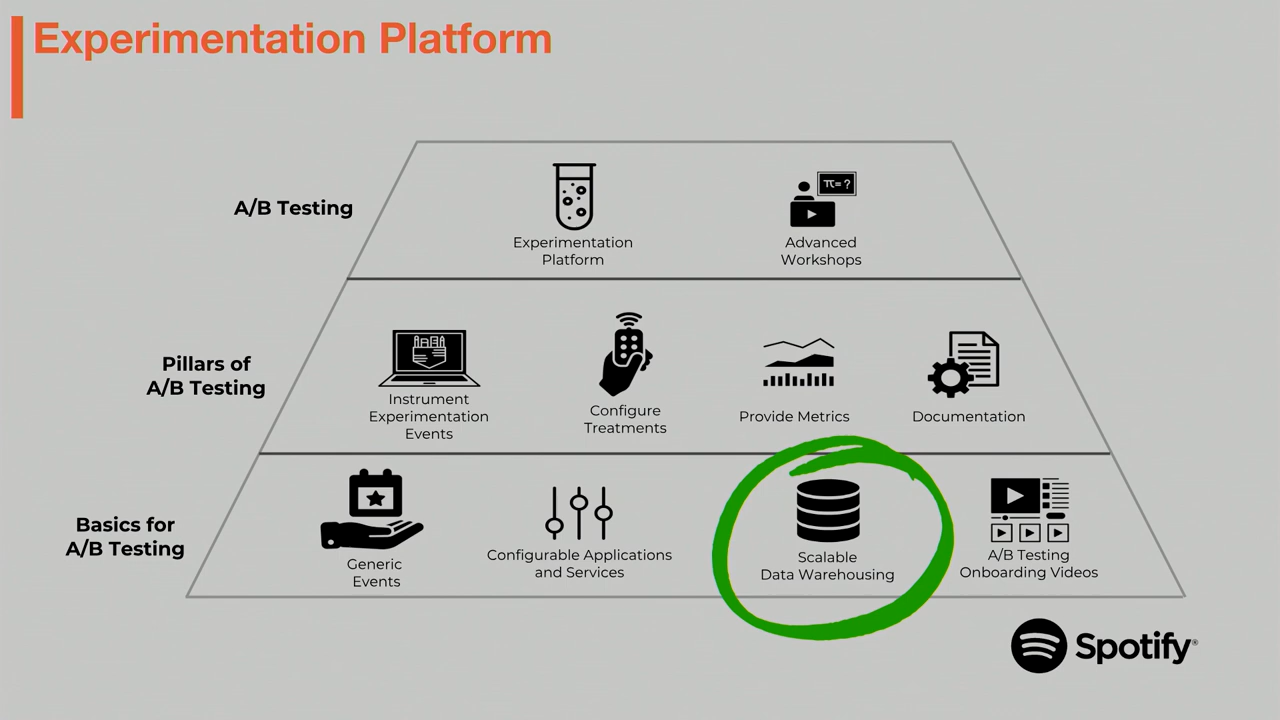 Experimentation Platform
A/B Testing
π= ?
Experimentation
Platform
Advanced
Workshops
Pillars of
A/B Testing
Instrument
Experimentation
Events
Configure
Treatments
Provide Metrics
Documentation
Basics for
A/B Testing
Generic
Events
Configurable Applications
and Services
Scalable
Data Warehousing
A/B Testing
Onboarding Videos
Spotify®